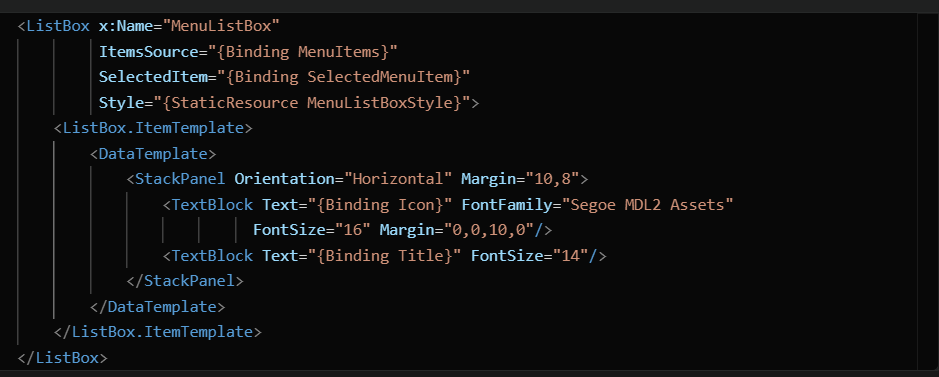 <ListBox x:Name="MenuListBox"
ItemsSource="{Binding MenuItems}"
SelectedItem="{Binding SelectedMenuItem}"
Style="{StaticResource MenuListBoxStyle}">
<ListBox.ItemTemplate>
<DataTemplate>
<StackPanel Orientation="Horizontal" Margin="10,8">
<TextBlock Text="{Binding Icon}" FontFamily="Segoe MDL2 Assets"
FontSize="16" Margin="0,0,10,0"/>
<TextBlock Text="{Binding Title}" FontSize="14"/>
</StackPanel>
</DataTemplate>
</ListBox.ItemTemplate>
</ListBox>